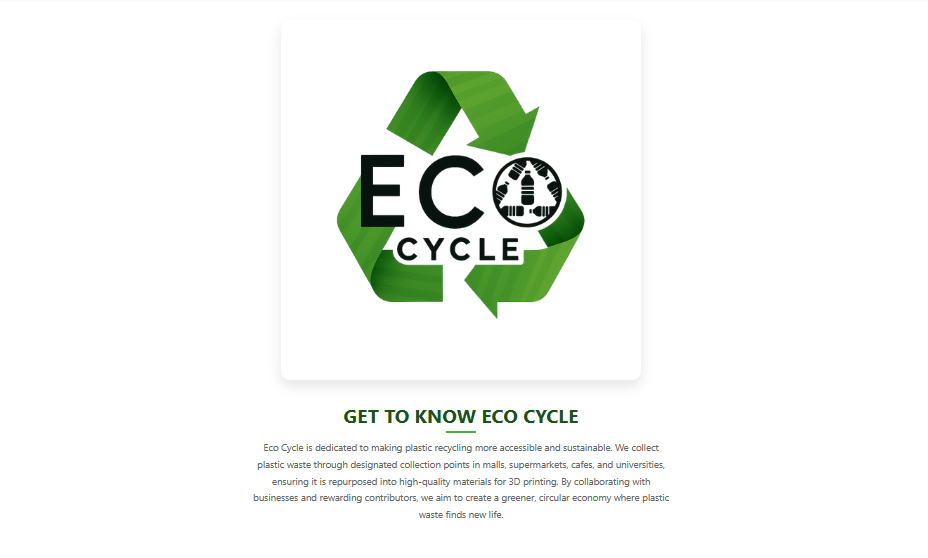 ECO
CYCLE
GET TO KNOW ECO CYCLE
Eco Cycle is dedicated to making plastic recycling more accessible and sustainable. We collect
plastic waste through designated collection points in malls, supermarkets, cafes, and universities,
ensuring it is repurposed into high-quality materials for 3D printing. By collaborating with
businesses and rewarding contributors, we aim to create a greener, circular economy where plastic
waste finds new life.